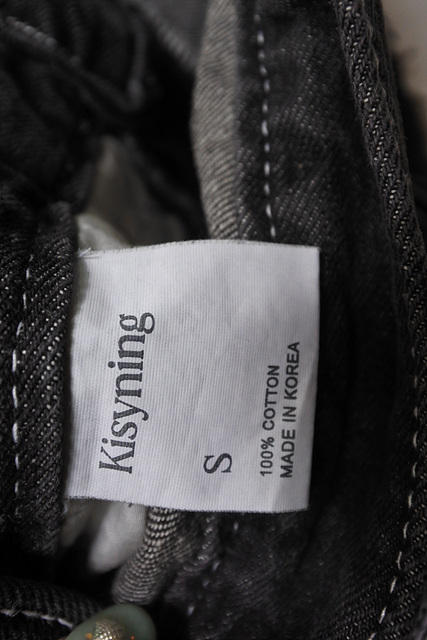 Kisyning
S
100% COTTON
MADE IN KOREA